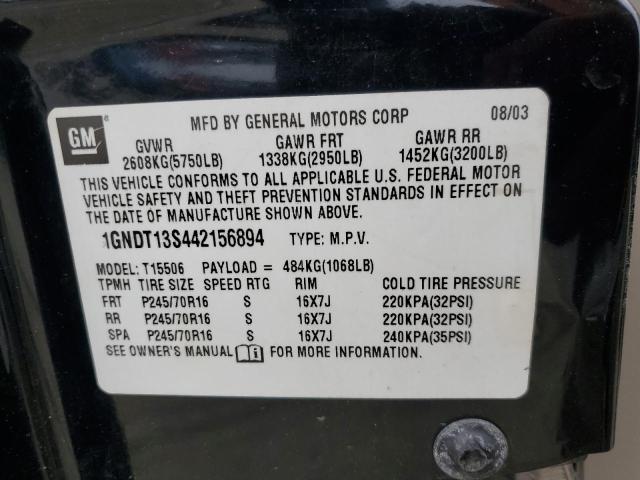 GM
®
MFD BY GENERAL MOTORS CORP 08/03
GVWR GAWR FRT GAWR RR
2608KG(5750LB) 1338KG(2950LB) 1452KG(3200LB)
THIS VEHICLE CONFORMS TO ALL APPLICABLE U.S. FEDERAL MOTOR
VEHICLE SAFETY AND THEFT PREVENTION STANDARDS IN EFFECT ON
THE DATE OF MANUFACTURE SHOWN ABOVE.
1GNDT13S442156894 TYPE: M.P.V.
MODEL: T15506 PAYLOAD = 484KG(1068LB)
TPMH TIRE SIZE SPEED RTG RIM COLD TIRE PRESSURE
FRT P245/70R16 S 16X7J 220KPA(32PSI)
RR P245/70R16 S 16X7J 220KPA(32PSI)
SPA P245/70R16 S 16X7J 240KPA(35PSI)
SEE OWNER'S MANUAL i FOR MORE INFORMATION.